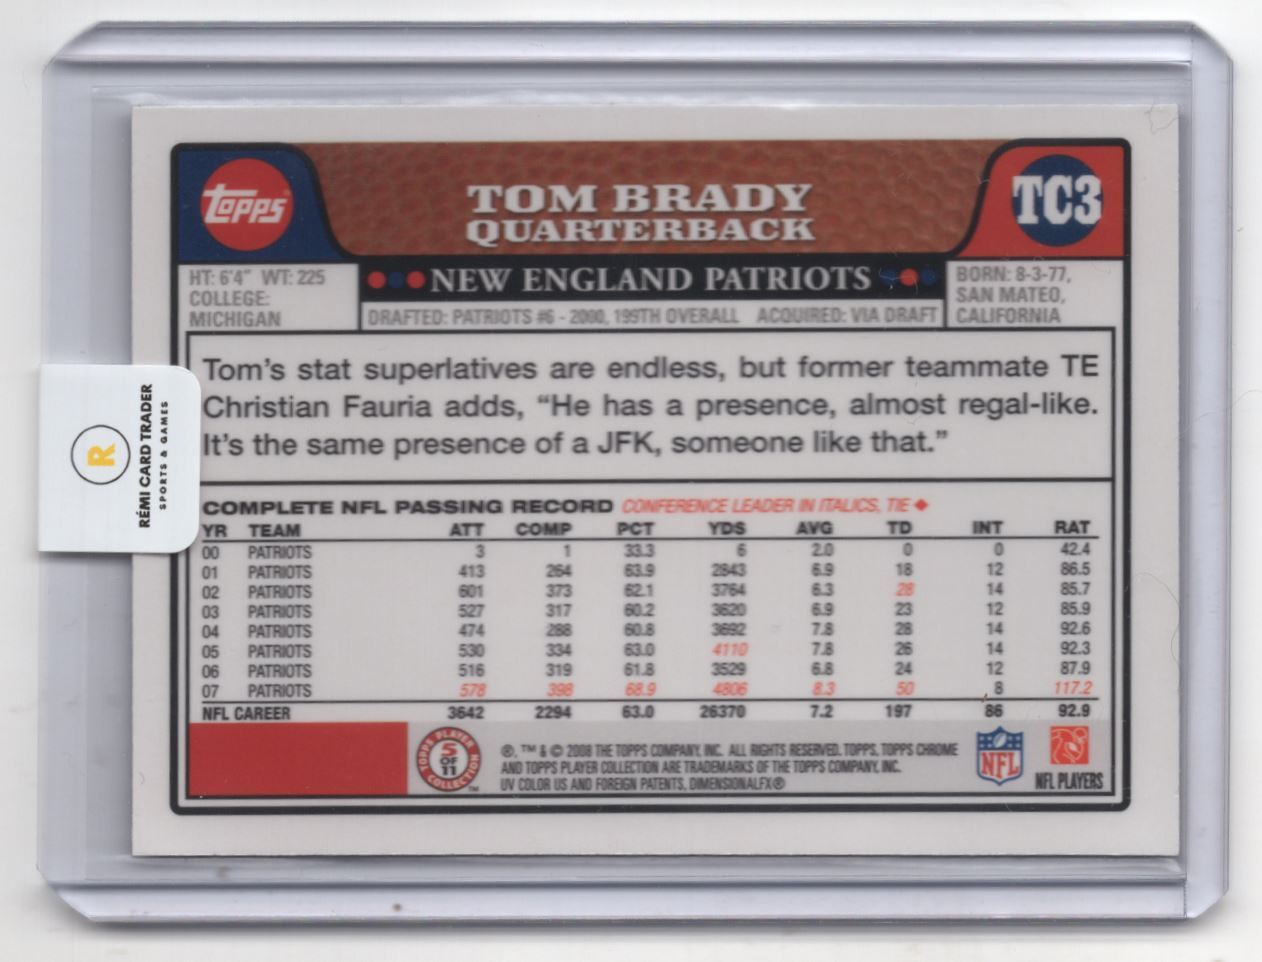 topps
TOM BRADY
QUARTERBACK
TC3
HT: 6'4" WT: 225
COLLEGE:
MICHIGAN
NEW ENGLAND PATRIOTS
DRAFTED: PATRIOTS #6 - 2000, 199TH OVERALL ACQUIRED: VIA DRAFT
BORN: 8-3-77,
SAN MATEO,
CALIFORNIA
Tom's stat superlatives are endless, but former teammate TE
Christian Fauria adds, "He has a presence, almost regal-like.
It's the same presence of a JFK, someone like that."
R
RÉMI CARD TRADER
SPORTS & GAMES
COMPLETE NFL PASSING RECORD CONFERENCE LEADER IN ITALICS, TIE ◆
YR TEAM ATT COMP PCT YDS AVG TD INT RAT
00 PATRIOTS 3 1 33.3 6 2.0 0 0 42.4
01 PATRIOTS 413 264 63.9 2843 6.9 18 12 86.5
02 PATRIOTS 601 373 62.1 3764 6.3 28 14 85.7
03 PATRIOTS 527 317 60.2 3620 6.9 23 12 85.9
04 PATRIOTS 474 288 60.8 3692 7.8 28 14 92.6
05 PATRIOTS 530 334 63.0 4110 7.8 26 14 92.3
06 PATRIOTS 516 319 61.8 3529 6.8 24 12 87.9
07 PATRIOTS 578 398 68.9 4806 8.3 50 8 117.2
NFL CAREER 3642 2294 63.0 26370 7.2 197 86 92.9
TOPPS PLAYER COLLECTION™
5
OF
11
®, ™ & © 2008 THE TOPPS COMPANY, INC. ALL RIGHTS RESERVED. TOPPS, TOPPS CHROME
AND TOPPS PLAYER COLLECTION ARE TRADEMARKS OF THE TOPPS COMPANY, INC.
UV COLOR US AND FOREIGN PATENTS, DIMENSIONALFX®
NFL
NFL PLAYERS